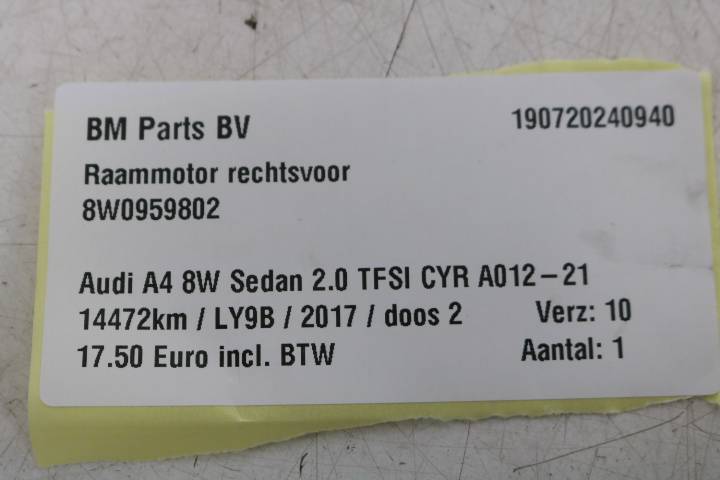 BM Parts BV 190720240940
Raammotor rechtsvoor
8W0959802
Audi A4 8W Sedan 2.0 TFSI CYR A012-21
14472km / LY9B / 2017 / doos 2 Verz: 10
17.50 Euro incl. BTW Aantal: 1